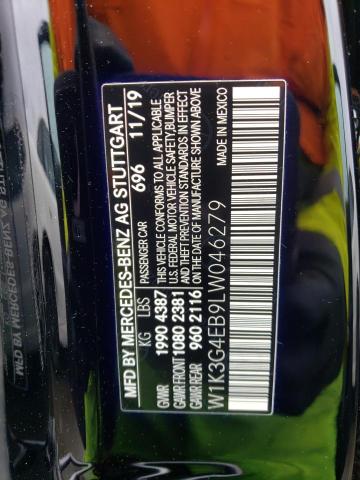 MFD BY MERCEDES-BENZ AG STUTTGART
PASSENGER CAR 696 11/19
KG LBS
GVWR 1990 4387
GAWR FRONT 1080 2381
GAWR REAR 960 2116
THIS VEHICLE CONFORMS TO ALL APPLICABLE
U.S. FEDERAL MOTOR VEHICLE SAFETY/BUMPER
AND THEFT PREVENTION STANDARDS IN EFFECT
ON THE DATE OF MANUFACTURE SHOWN ABOVE
W1K3G4EB9LW046279
MADE IN MEXICO